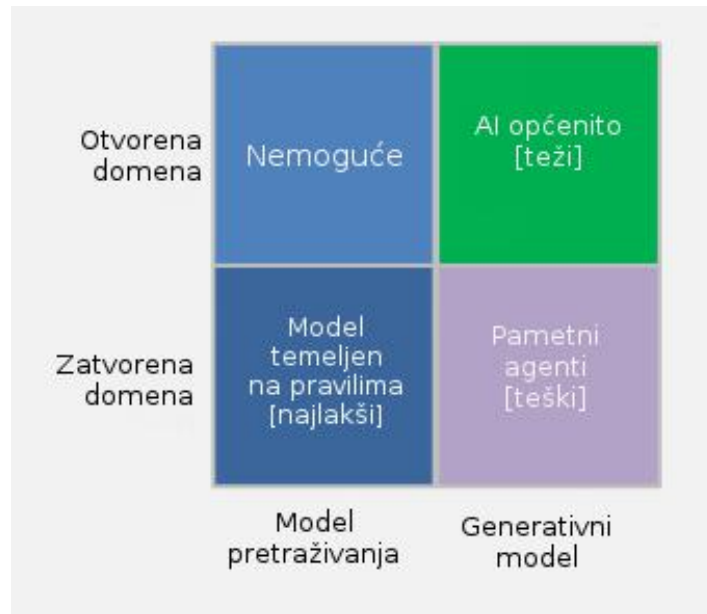 Otvorena
domena
Nemoguće
AI općenito
[teži]
Zatvorena
domena
Model
temeljen
na pravilima
[najlakši]
Pametni
agenti
[teški]
Model
pretraživanja
Generativni
model